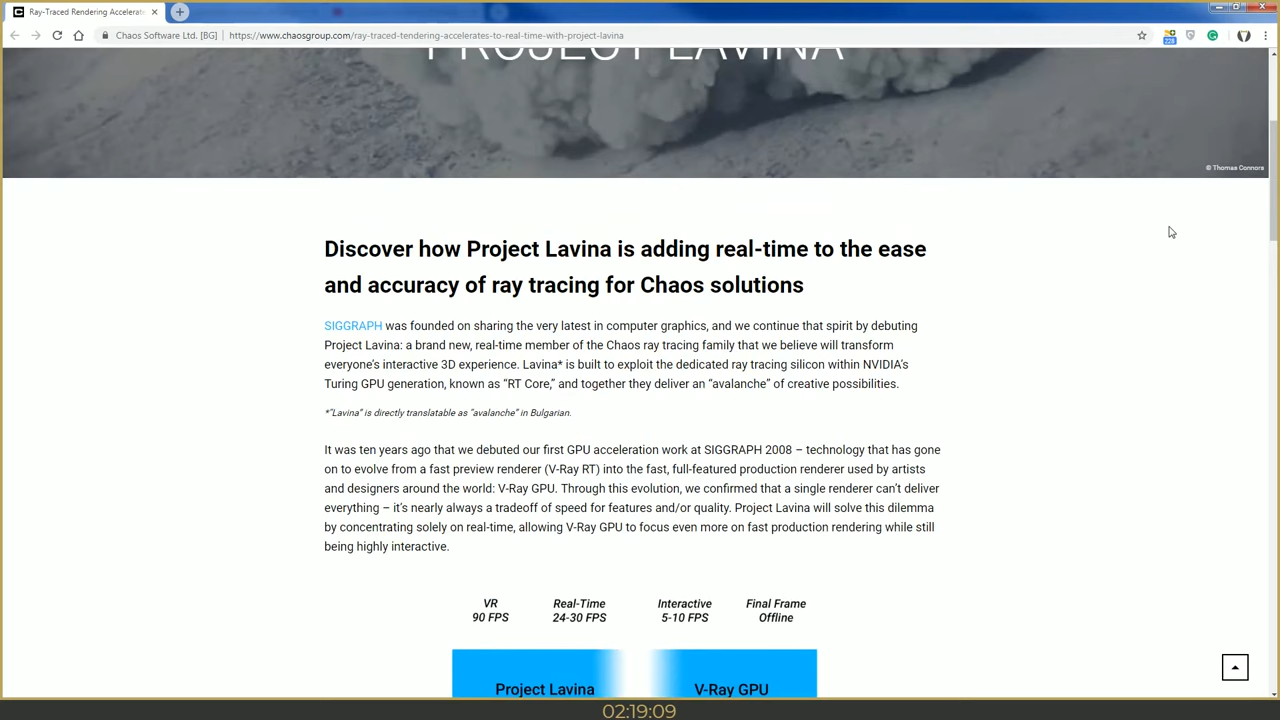 Ray-Traced Rendering Accelerat
Chaos Software Ltd. [BG] | https://www.chaosgroup.com/ray-traced-tendering-accelerates-to-real-time-with-project-lavina
228
PROJECT LAVINA
© Thomas Connors
Discover how Project Lavina is adding real-time to the ease
and accuracy of ray tracing for Chaos solutions
SIGGRAPH was founded on sharing the very latest in computer graphics, and we continue that spirit by debuting
Project Lavina: a brand new, real-time member of the Chaos ray tracing family that we believe will transform
everyone's interactive 3D experience. Lavina* is built to exploit the dedicated ray tracing silicon within NVIDIA's
Turing GPU generation, known as “RT Core,” and together they deliver an “avalanche” of creative possibilities.
*"Lavina" is directly translatable as "avalanche" in Bulgarian.
It was ten years ago that we debuted our first GPU acceleration work at SIGGRAPH 2008 – technology that has gone
on to evolve from a fast preview renderer (V-Ray RT) into the fast, full-featured production renderer used by artists
and designers around the world: V-Ray GPU. Through this evolution, we confirmed that a single renderer can't deliver
everything – it's nearly always a tradeoff of speed for features and/or quality. Project Lavina will solve this dilemma
by concentrating solely on real-time, allowing V-Ray GPU to focus even more on fast production rendering while still
being highly interactive.
VR Real-Time Interactive Final Frame
90 FPS 24-30 FPS 5-10 FPS Offline
Project Lavina V-Ray GPU
02:19:09